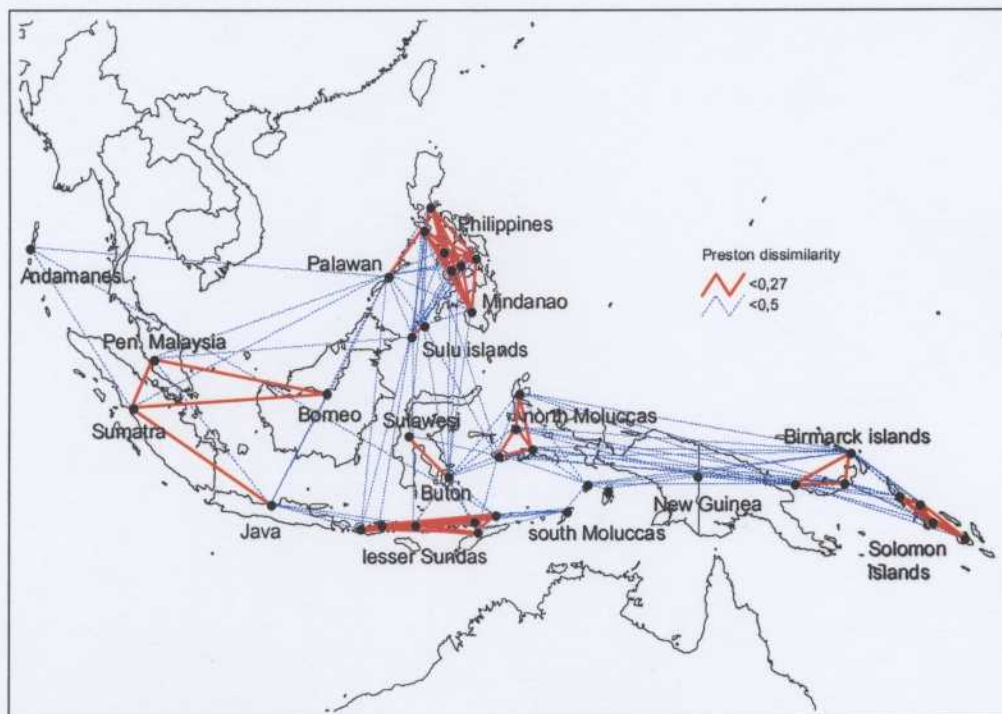 Philippines
Preston dissimilarity
<0,27
<0,5
Andamanes
Palawan
Mindanao
Pen. Malaysia
Sulu islands
Sumatra
Borneo
Sulawesi
north Moluccas
Birmarck islands
Buton
New Guinea
Java
south Moluccas
lesser Sundas
Solomon
islands